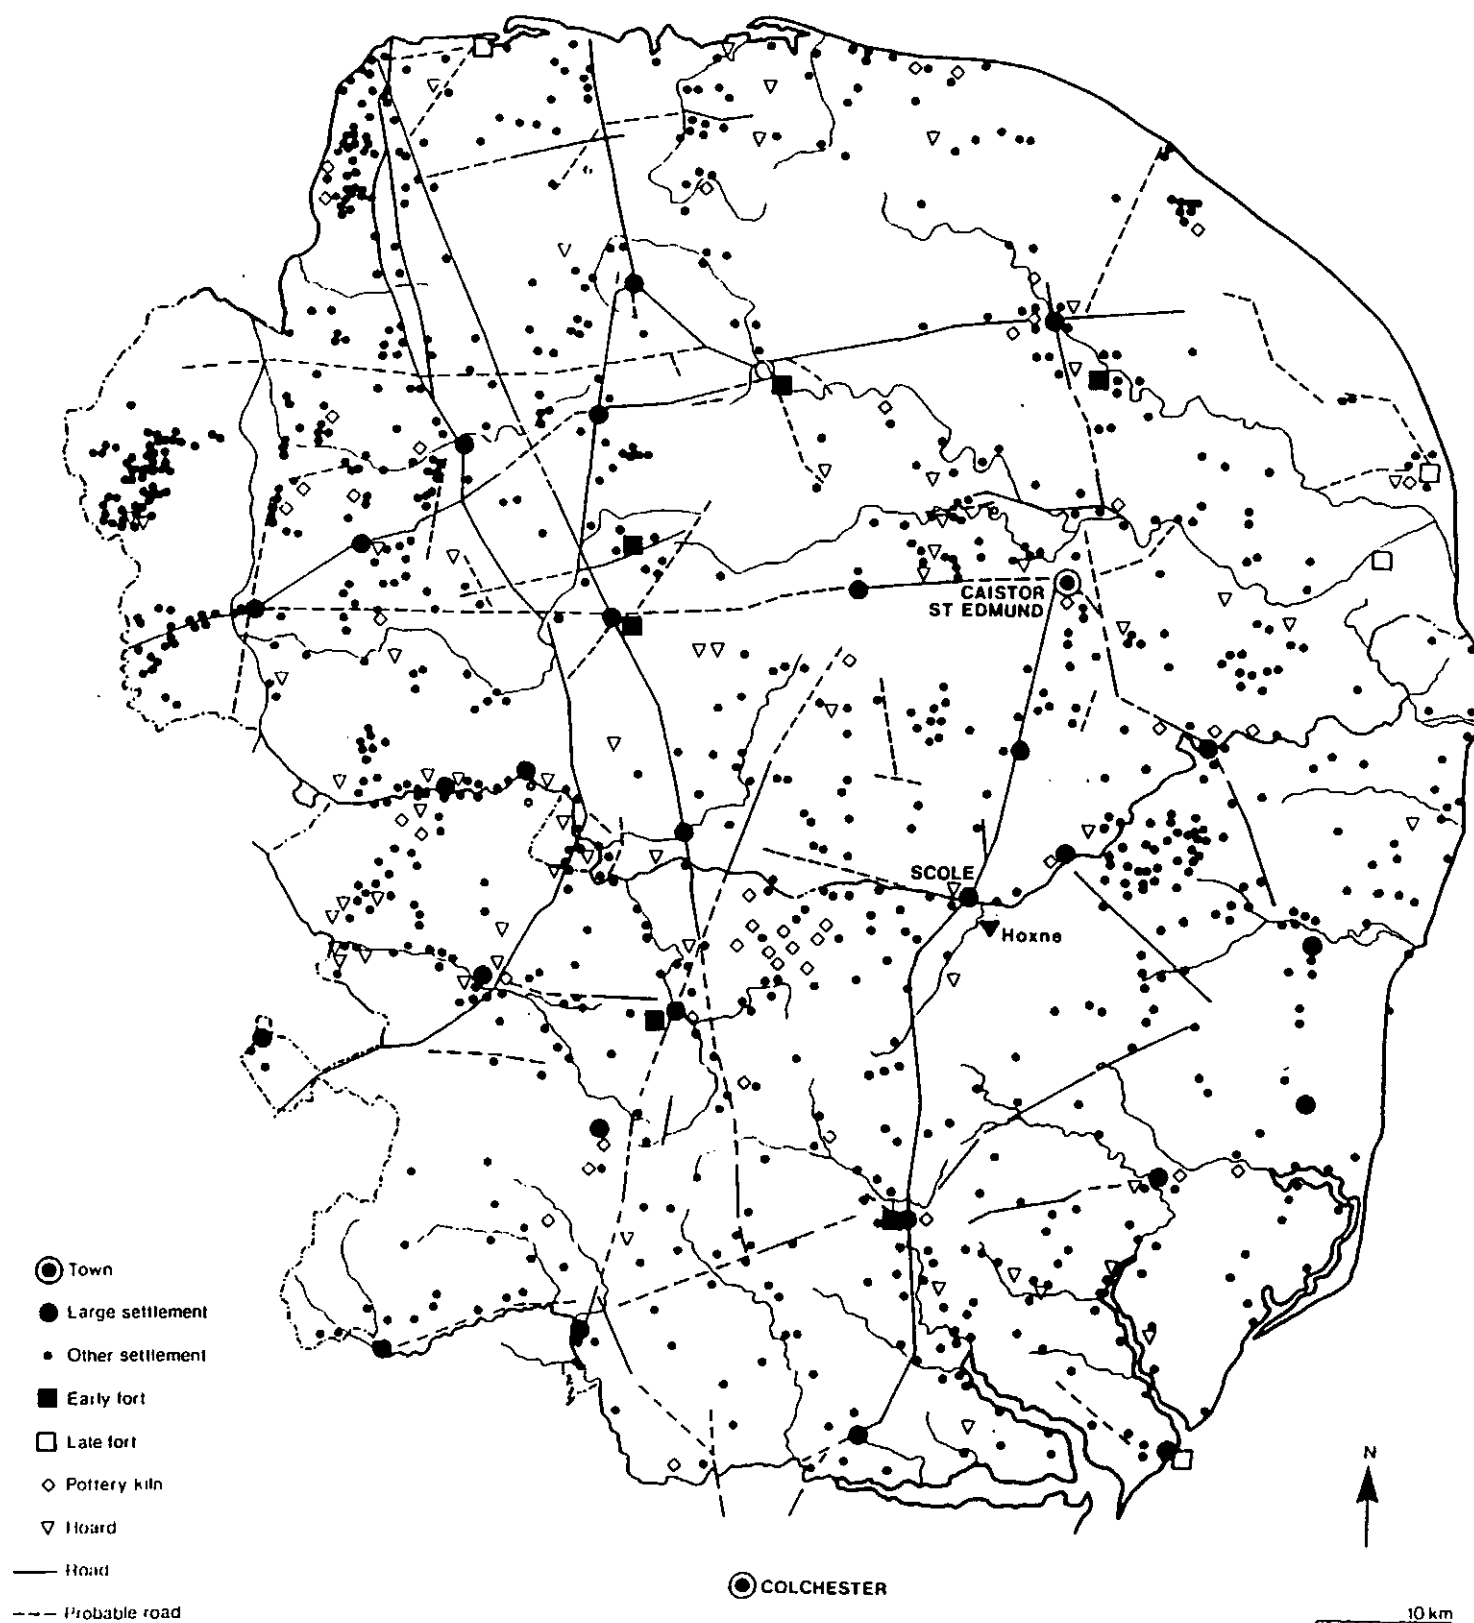 CAISTOR
ST EDMUND
SCOLE
Hoxne
Town
Large settlement
Other settlement
Early fort
Late fort
Pottery kiln
Hoard
Road
Probable road
N
COLCHESTER
10 km